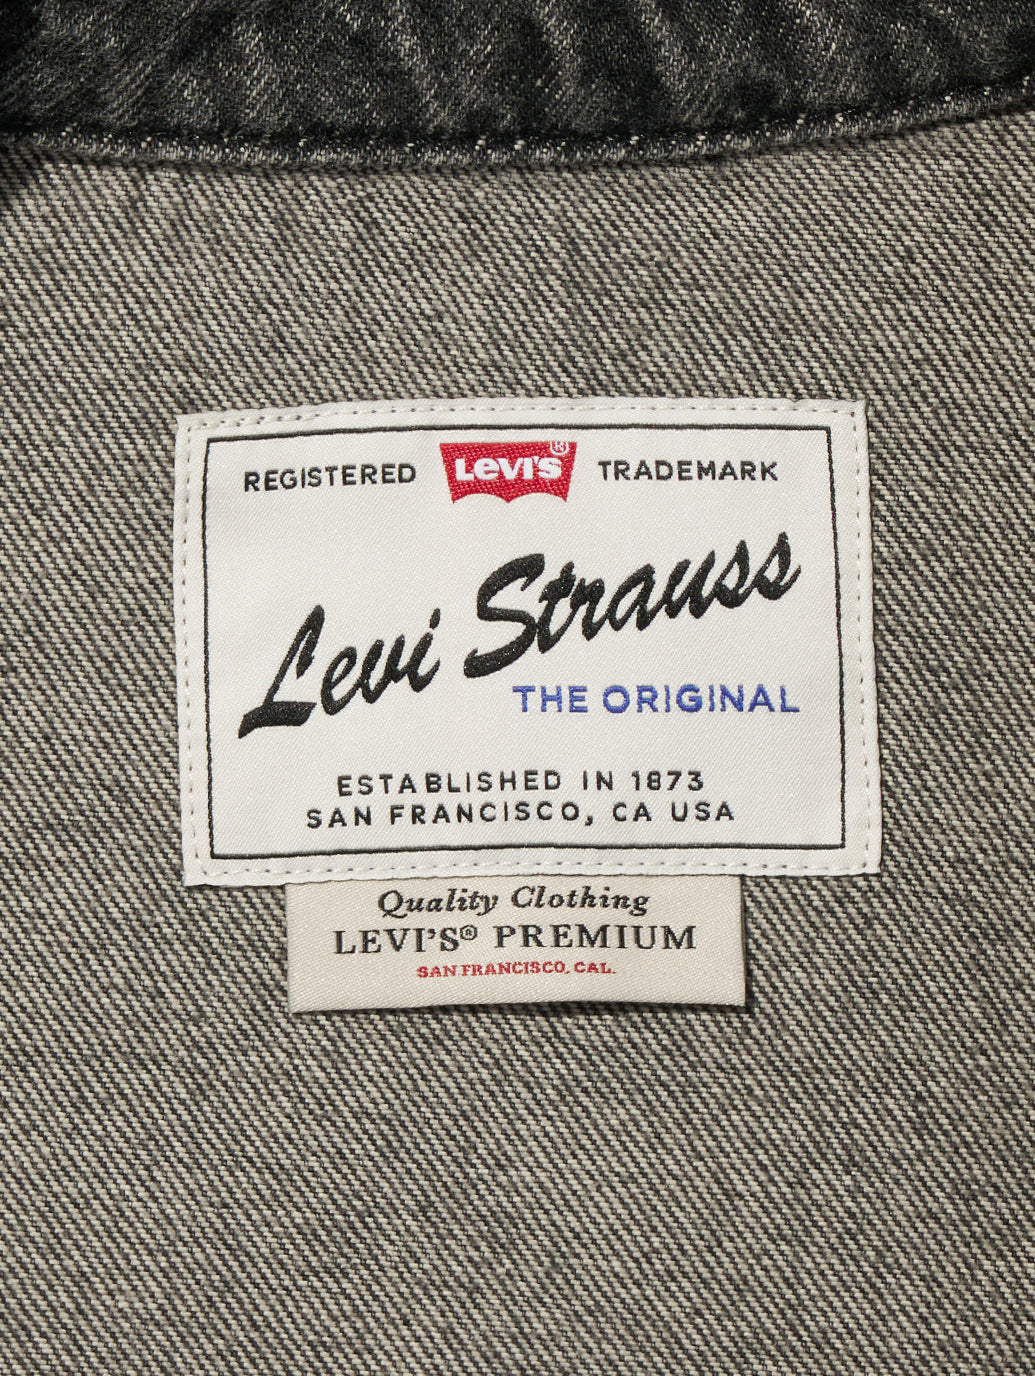 REGISTERED LEVI'S® TRADEMARK
Levi Strauss
THE ORIGINAL
ESTABLISHED IN 1873
SAN FRANCISCO, CA USA
Quality Clothing
LEVI'S® PREMIUM
SAN FRANCISCO, CAL.